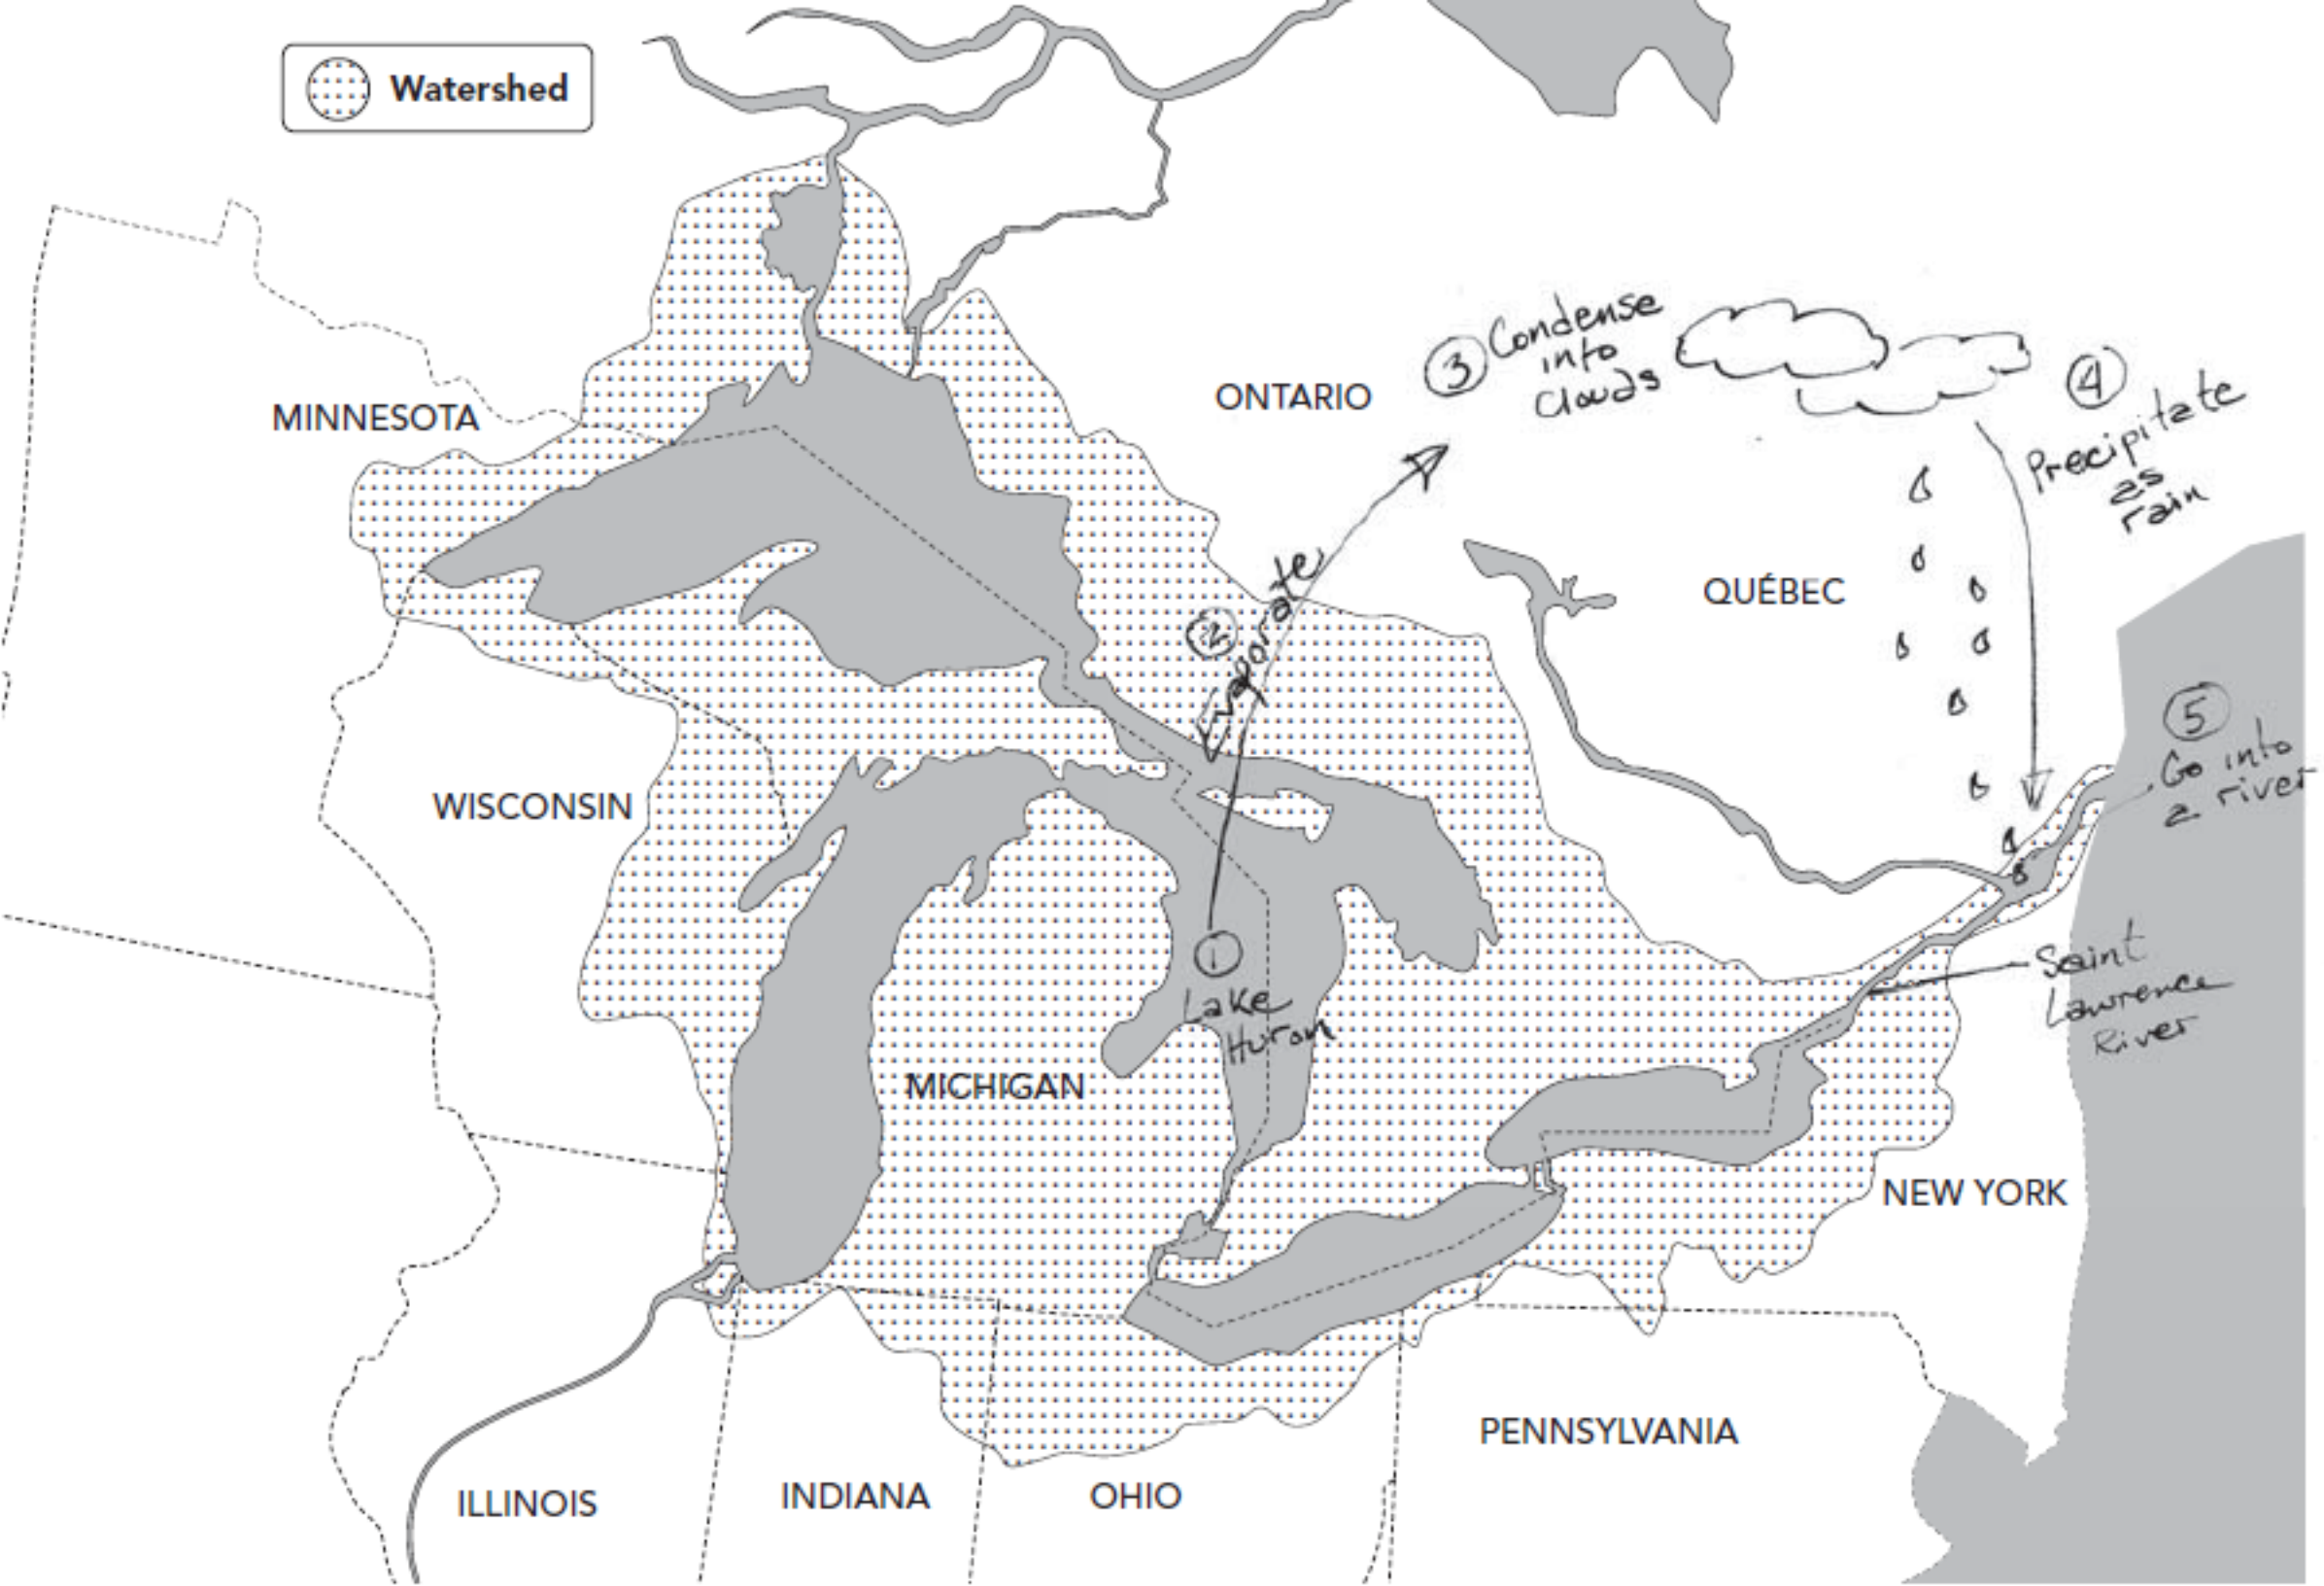 Watershed
MINNESOTA
ONTARIO
3 Condense
into
Clouds
4
Precipitate
as
rain
QUÉBEC
2
Evaporate
5
Go into
a river
WISCONSIN
1
Lake
Huron
Saint
Lawrence
River
MICHIGAN
NEW YORK
PENNSYLVANIA
ILLINOIS
INDIANA
OHIO